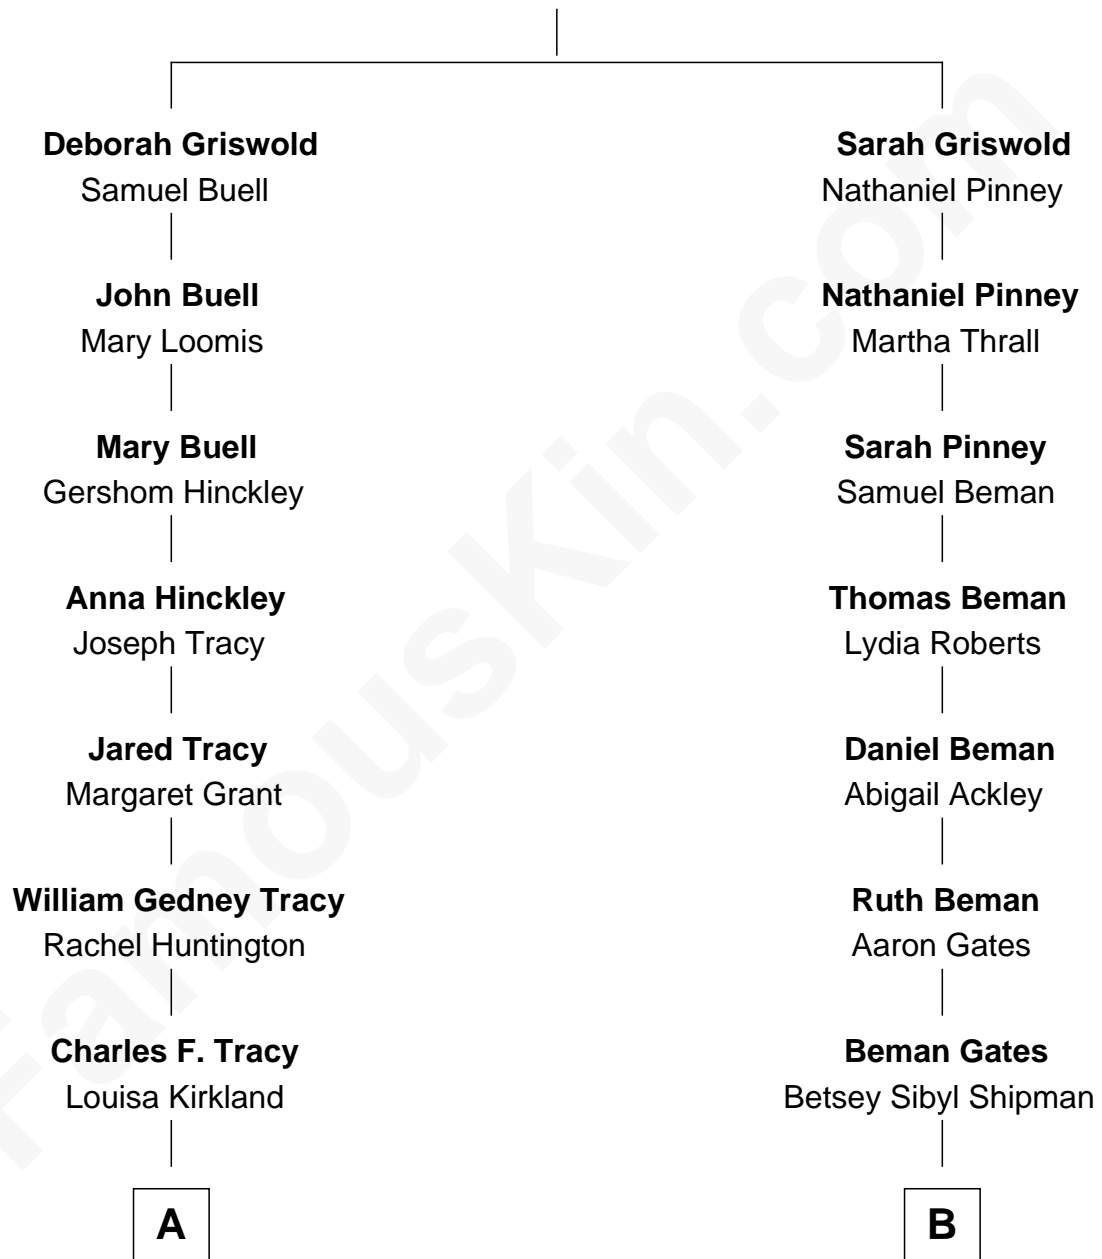 Deborah Griswold
Samuel Buell
Sarah Griswold
Nathaniel Pinney
John Buell
Mary Loomis
Nathaniel Pinney
Martha Thrall
Mary Buell
Gershom Hinckley
Sarah Pinney
Samuel Beman
Anna Hinckley
Joseph Tracy
Thomas Beman
Lydia Roberts
Jared Tracy
Margaret Grant
Daniel Beman
Abigail Ackley
William Gedney Tracy
Rachel Huntington
Ruth Beman
Aaron Gates
Charles F. Tracy
Louisa Kirkland
Beman Gates
Betsey Sibyl Shipman
A
B
FamousKin.com